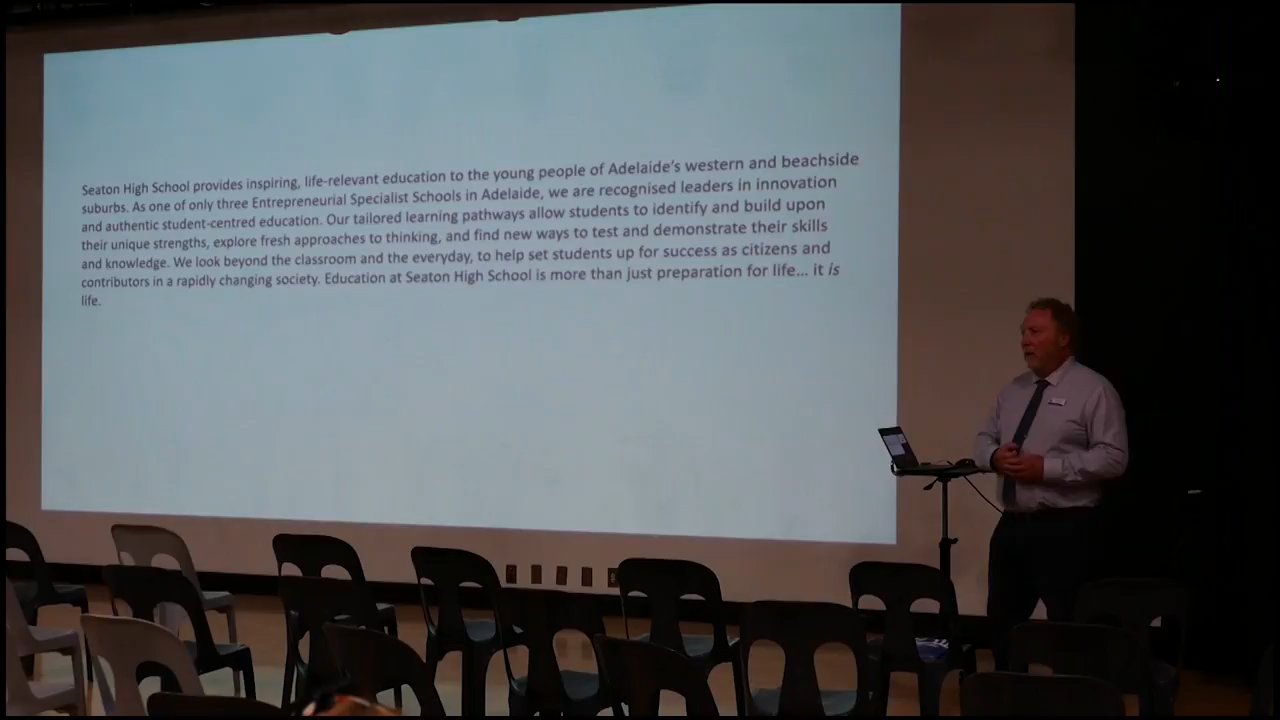 Seaton High School provides inspiring, life-relevant education to the young people of Adelaide's western and beachside
suburbs. As one of only three Entrepreneurial Specialist Schools in Adelaide, we are recognised leaders in innovation
and authentic student-centred education. Our tailored learning pathways allow students to identify and build upon
their unique strengths, explore fresh approaches to thinking, and find new ways to test and demonstrate their skills
and knowledge. We look beyond the classroom and the everyday, to help set students up for success as citizens and
contributors in a rapidly changing society. Education at Seaton High School is more than just preparation for life... it is
life.